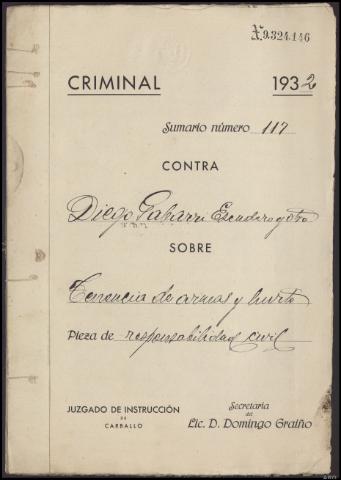 X9.324.146
CRIMINAL 1932
Sumario número 117
CONTRA
Diego Gabarri Escudero y otro
SOBRE
Tenencia de armas y hurto
Pieza de responsabilidad civil
JUZGADO DE INSTRUCCIÓN
DE
CARBALLO
Secretaría
del
Lic. D. Domingo Graiño